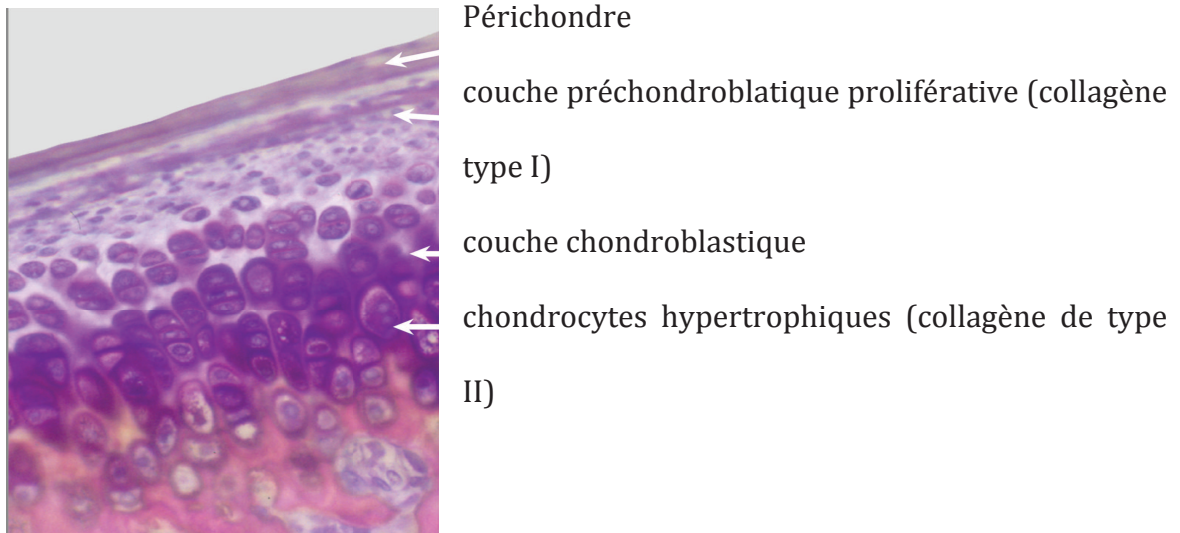 Périchondre
couche préchondroblatique proliférative (collagène
type I)
couche chondroblastique
chondrocytes hypertrophiques (collagène de type
II)